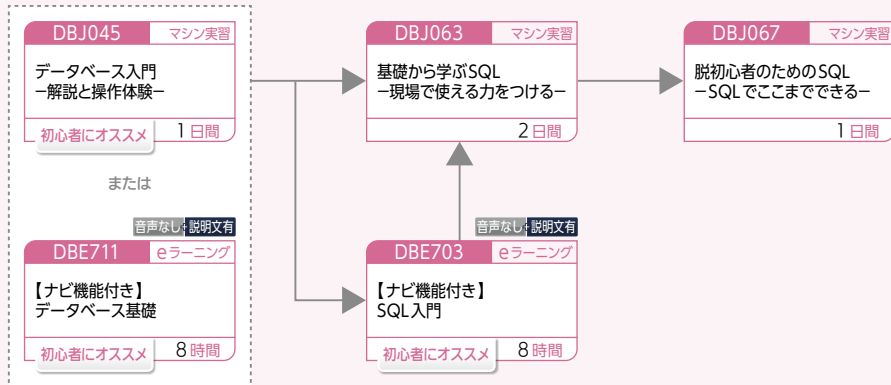 DBJ045 マシン実習
データベース入門
−解説と操作体験−
初心者にオススメ 1日間
または
音声なし 説明文有
DBE711 eラーニング
【ナビ機能付き】
データベース基礎
初心者にオススメ 8時間
DBJ063 マシン実習
基礎から学ぶSQL
−現場で使える力をつける−
2日間
音声なし 説明文有
DBE703 eラーニング
【ナビ機能付き】
SQL入門
初心者にオススメ 8時間
DBJ067 マシン実習
脱初心者のためのSQL
−SQLでここまでできる−
1日間